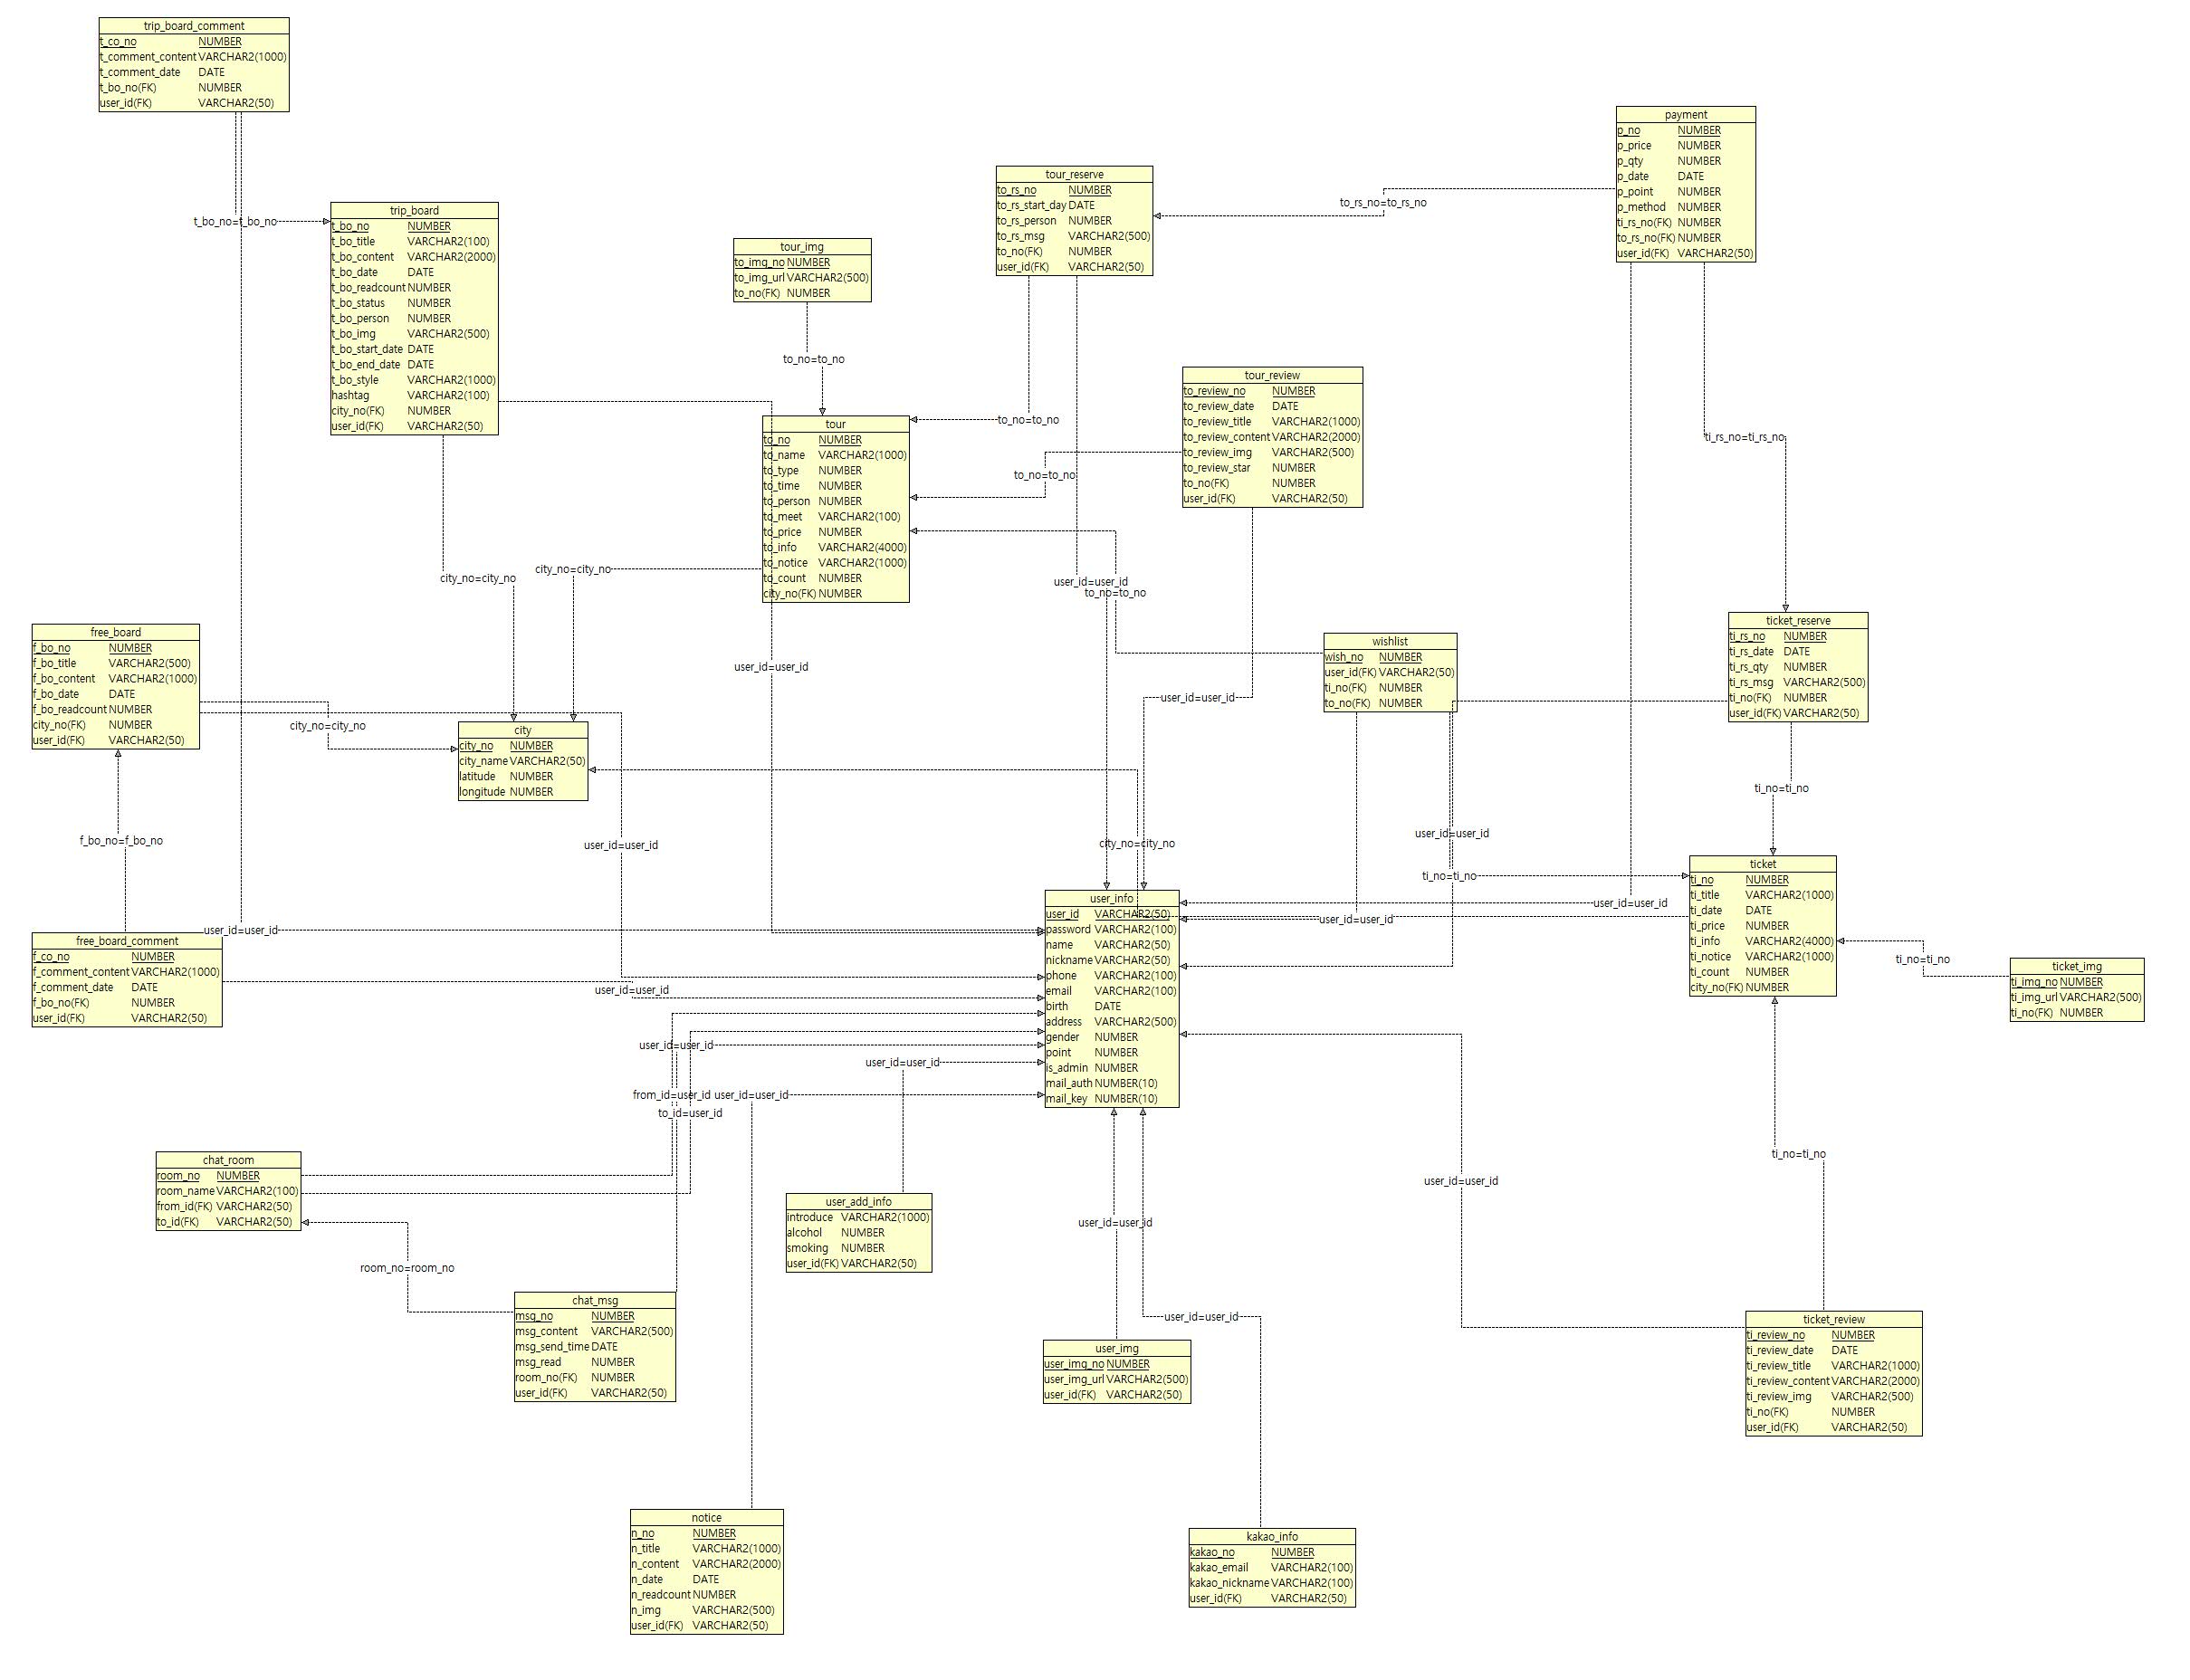 trip_board_comment
t_co_no NUMBER
t_comment_content VARCHAR2(1000)
t_comment_date DATE
t_bo_no(FK) NUMBER
user_id(FK) VARCHAR2(50)
payment
p_no NUMBER
p_price NUMBER
p_qty NUMBER
p_date DATE
p_point NUMBER
p_method NUMBER
ti_rs_no(FK) NUMBER
to_rs_no(FK) NUMBER
user_id(FK) VARCHAR2(50)
tour_reserve
to_rs_no NUMBER
to_rs_start_day DATE
to_rs_person NUMBER
to_rs_msg VARCHAR2(500)
to_no(FK) NUMBER
user_id(FK) VARCHAR2(50)
to_rs_no=to_rs_no
t_bo_no=t_bo_no
trip_board
t_bo_no NUMBER
t_bo_title VARCHAR2(100)
t_bo_content VARCHAR2(2000)
t_bo_date DATE
t_bo_readcount NUMBER
t_bo_status NUMBER
t_bo_person NUMBER
t_bo_img VARCHAR2(500)
t_bo_start_date DATE
t_bo_end_date DATE
t_bo_style VARCHAR2(1000)
hashtag VARCHAR2(100)
city_no(FK) NUMBER
user_id(FK) VARCHAR2(50)
tour_img
to_img_no NUMBER
to_img_url VARCHAR2(500)
to_no(FK) NUMBER
to_no=to_no
tour_review
to_review_no NUMBER
to_review_date DATE
to_review_title VARCHAR2(1000)
to_review_content VARCHAR2(2000)
to_review_img VARCHAR2(500)
to_review_star NUMBER
to_no(FK) NUMBER
user_id(FK) VARCHAR2(50)
tour
to_no NUMBER
to_name VARCHAR2(1000)
to_type NUMBER
to_time NUMBER
to_person NUMBER
to_meet VARCHAR2(100)
to_price NUMBER
to_info VARCHAR2(4000)
to_notice VARCHAR2(1000)
to_count NUMBER
city_no(FK) NUMBER
to_no=to_no
to_no=to_no
ti_rs_no=ti_rs_no
city_no=city_no
city_no=city_no
user_id=user_id
to_no=to_no
free_board
f_bo_no NUMBER
f_bo_title VARCHAR2(500)
f_bo_content VARCHAR2(1000)
f_bo_date DATE
f_bo_readcount NUMBER
city_no(FK) NUMBER
user_id(FK) VARCHAR2(50)
wishlist
wish_no NUMBER
user_id(FK) VARCHAR2(50)
ti_no(FK) NUMBER
to_no(FK) NUMBER
ticket_reserve
ti_rs_no NUMBER
ti_rs_date DATE
ti_rs_qty NUMBER
ti_rs_msg VARCHAR2(500)
ti_no(FK) NUMBER
user_id(FK) VARCHAR2(50)
user_id=user_id
user_id=user_id
city_no=city_no
city
city_no NUMBER
city_name VARCHAR2(50)
latitude NUMBER
longitude NUMBER
ti_no=ti_no
f_bo_no=f_bo_no
user_id=user_id
city_no=city_no
user_id=user_id
ti_no=ti_no
ticket
ti_no NUMBER
ti_title VARCHAR2(1000)
ti_date DATE
ti_price NUMBER
ti_info VARCHAR2(4000)
ti_notice VARCHAR2(1000)
ti_count NUMBER
city_no(FK) NUMBER
user_info
user_id VARCHAR2(50)
password VARCHAR2(100)
name VARCHAR2(50)
nickname VARCHAR2(50)
phone VARCHAR2(100)
email VARCHAR2(100)
birth DATE
address VARCHAR2(500)
gender NUMBER
point NUMBER
is_admin NUMBER
mail_auth NUMBER(10)
mail_key NUMBER(10)
user_id=user_id
user_id=user_id
user_id=user_id
free_board_comment
f_co_no NUMBER
f_comment_content VARCHAR2(1000)
f_comment_date DATE
f_bo_no(FK) NUMBER
user_id(FK) VARCHAR2(50)
ti_no=ti_no
ticket_img
ti_img_no NUMBER
ti_img_url VARCHAR2(500)
ti_no(FK) NUMBER
user_id=user_id
user_id=user_id
user_id=user_id
from_id=user_id user_id=user_id
to_id=user_id
chat_room
room_no NUMBER
room_name VARCHAR2(100)
from_id(FK) VARCHAR2(50)
to_id(FK) VARCHAR2(50)
ti_no=ti_no
user_id=user_id
user_add_info
introduce VARCHAR2(1000)
alcohol NUMBER
smoking NUMBER
user_id(FK) VARCHAR2(50)
user_id=user_id
room_no=room_no
chat_msg
msg_no NUMBER
msg_content VARCHAR2(500)
msg_send_time DATE
msg_read NUMBER
room_no(FK) NUMBER
user_id(FK) VARCHAR2(50)
user_id=user_id
ticket_review
ti_review_no NUMBER
ti_review_date DATE
ti_review_title VARCHAR2(1000)
ti_review_content VARCHAR2(2000)
ti_review_img VARCHAR2(500)
ti_no(FK) NUMBER
user_id(FK) VARCHAR2(50)
user_img
user_img_no NUMBER
user_img_url VARCHAR2(500)
user_id(FK) VARCHAR2(50)
notice
n_no NUMBER
n_title VARCHAR2(1000)
n_content VARCHAR2(2000)
n_date DATE
n_readcount NUMBER
n_img VARCHAR2(500)
user_id(FK) VARCHAR2(50)
kakao_info
kakao_no NUMBER
kakao_email VARCHAR2(100)
kakao_nickname VARCHAR2(100)
user_id(FK) VARCHAR2(50)